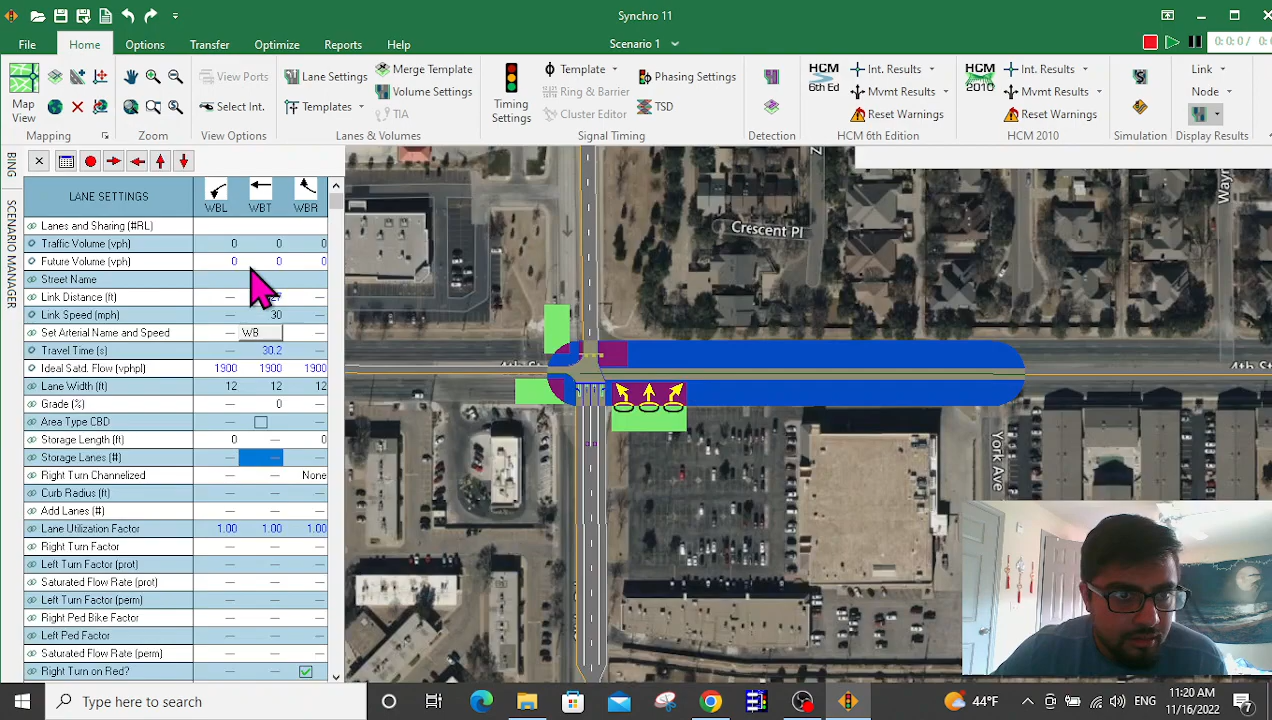 Synchro 11
File
Home
Options
Transfer
Optimize
Reports
Help
Scenario 1
0:0:0 /
Map View
View Ports
Select Int.
Lane Settings
Templates
Merge Template
Volume Settings
TIA
Timing Settings
Template
Ring & Barrier
Cluster Editor
Phasing Settings
TSD
HCM 6th Ed
Int. Results
Mvmt Results
Reset Warnings
HCM 2010
Int. Results
Mvmt Results
Reset Warnings
Link
Node
Mapping
Zoom
View Options
Lanes & Volumes
Signal Timing
Detection
HCM 6th Edition
HCM 2010
Simulation
Display Results
BING
SCENARIO MANAGER
LANE SETTINGS WBL WBT WBR
Lanes and Sharing (#RL)
Traffic Volume (vph) 0 0 0
Future Volume (vph) 0 0 0
Street Name
Link Distance (ft) — —
Link Speed (mph) — 30 —
Set Arterial Name and Speed — WB —
Travel Time (s) — 30.2 —
Ideal Satd. Flow (vphpl) 1900 1900 1900
Lane Width (ft) 12 12 12
Grade (%) — 0 —
Area Type CBD —
Storage Length (ft) 0 — 0
Storage Lanes (#) — — —
Right Turn Channelized — — None
Curb Radius (ft) — — —
Add Lanes (#) — — —
Lane Utilization Factor 1.00 1.00 1.00
Right Turn Factor — — —
Left Turn Factor (prot) — — —
Saturated Flow Rate (prot) — — —
Left Turn Factor (perm) — — —
Right Ped Bike Factor — — —
Left Ped Factor — — —
Saturated Flow Rate (perm) — — —
Right Turn on Red? — —
Crescent Pl
4th St
4th St
York Ave
Wayn
Type here to search
44°F
ENG
11:20 AM
11/16/2022
7